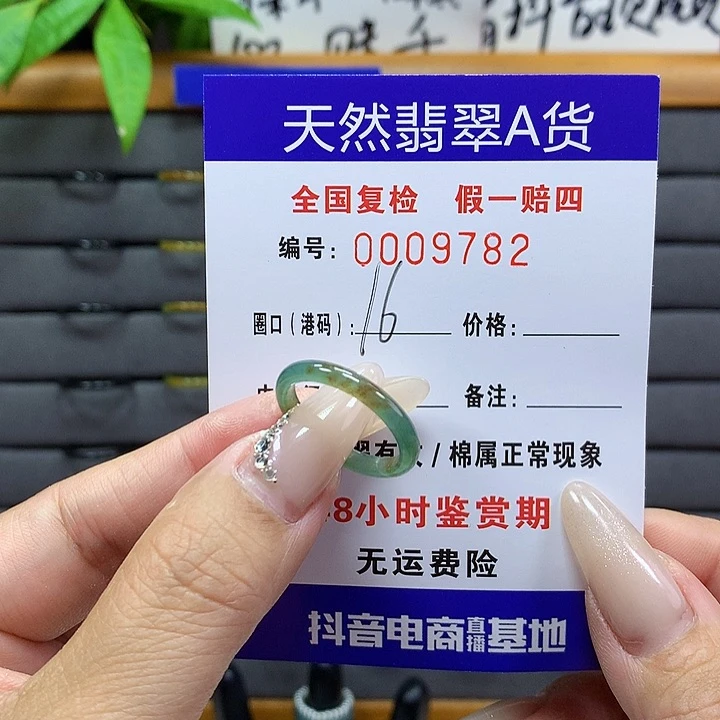 天然翡翠A货
全国复检 假一赔四
编号: 0009782
圈口(港码): 16 价格:
备注:
/棉属正常现象
8小时鉴赏期
无运费险
抖音电商直播基地